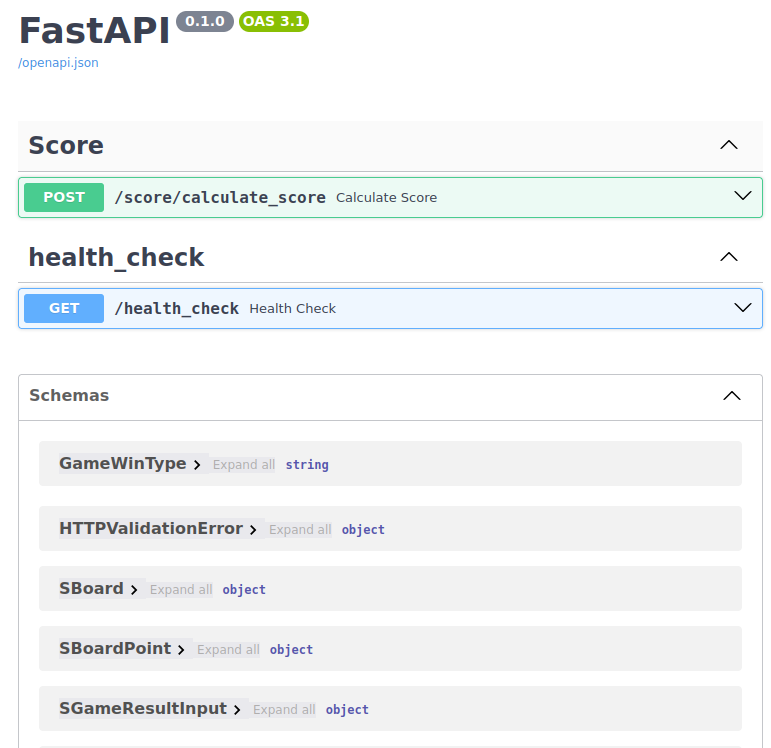 FastAPI 0.1.0 OAS 3.1
/openapi.json
Score
POST /score/calculate_score Calculate Score
health_check
GET /health_check Health Check
Schemas
GameWinType Expand all string
HTTPValidationError Expand all object
SBoard Expand all object
SBoardPoint Expand all object
SGameResultInput Expand all object